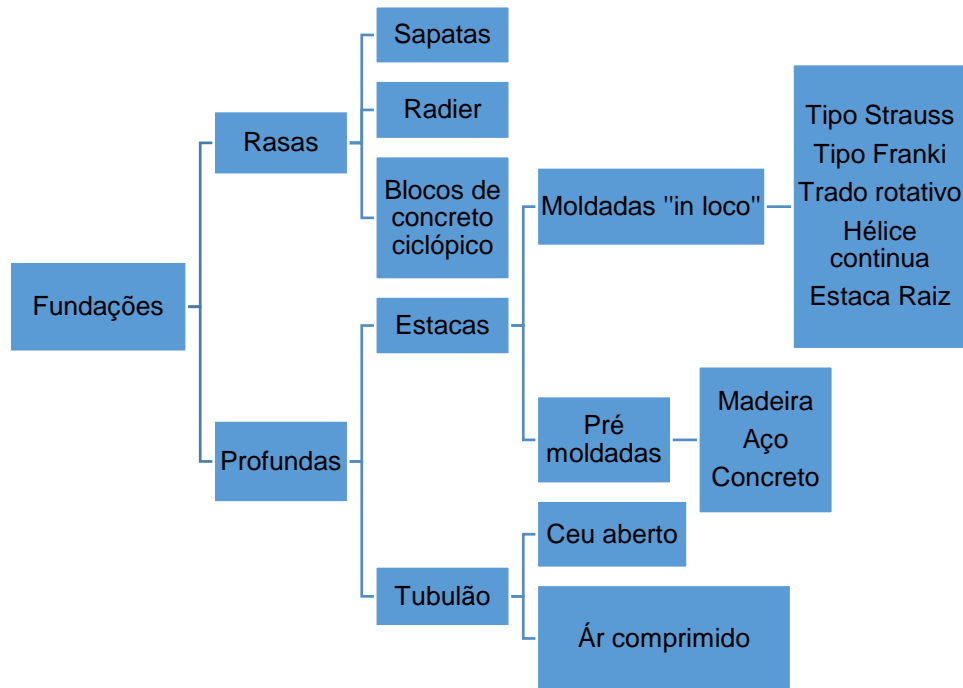 Fundações
Rasas
Sapatas
Radier
Blocos de
concreto
ciclópico
Profundas
Estacas
Moldadas "in loco"
Tipo Strauss
Tipo Franki
Trado rotativo
Hélice
continua
Estaca Raiz
Pré
moldadas
Madeira
Aço
Concreto
Tubulão
Ceu aberto
Ár comprimido